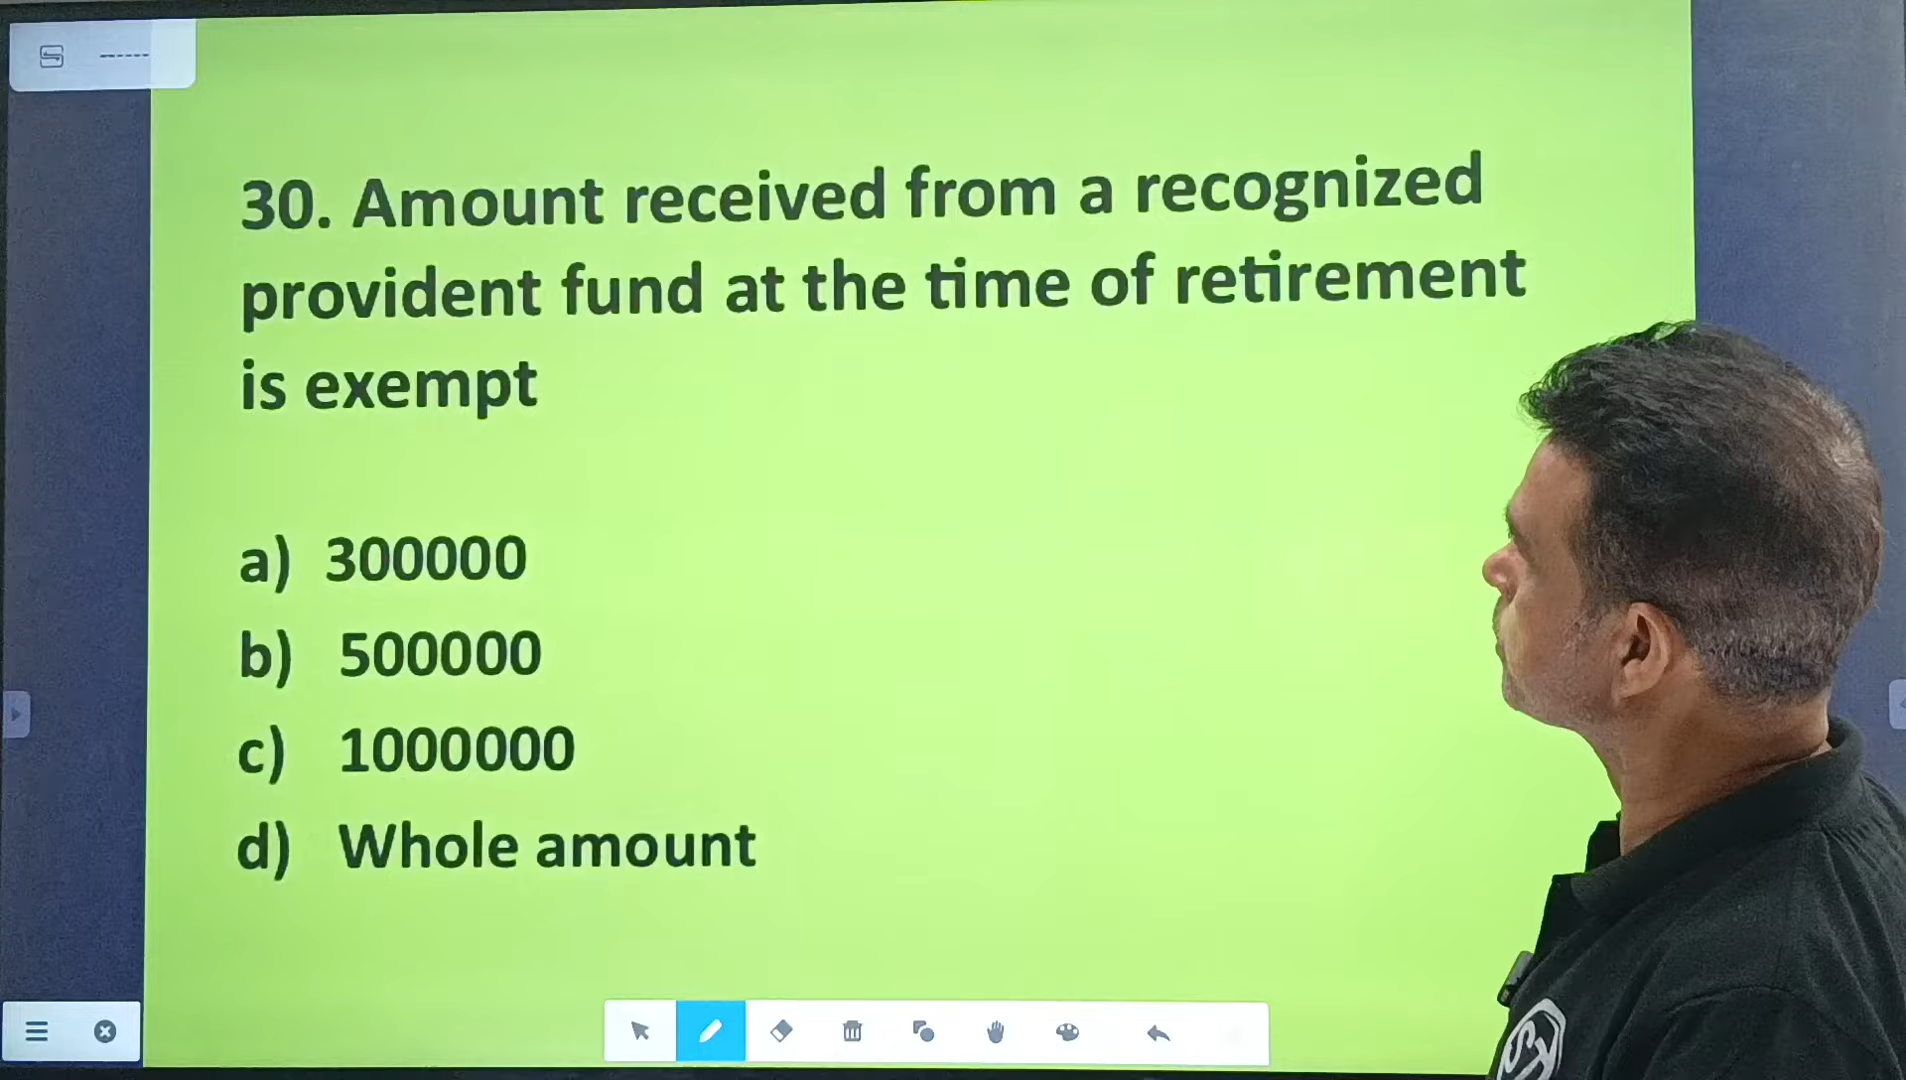 30. Amount received from a recognized
provident fund at the time of retirement
is exempt
a) 300000
b) 500000
c) 1000000
d) Whole amount